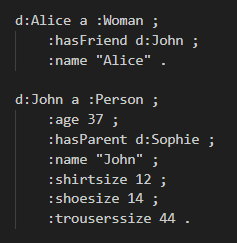 d:Alice a :Woman ;
    :hasFriend d:John ;
    :name "Alice" .

d:John a :Person ;
    :age 37 ;
    :hasParent d:Sophie ;
    :name "John" ;
    :shirtsize 12 ;
    :shoesize 14 ;
    :trouserssize 44 .